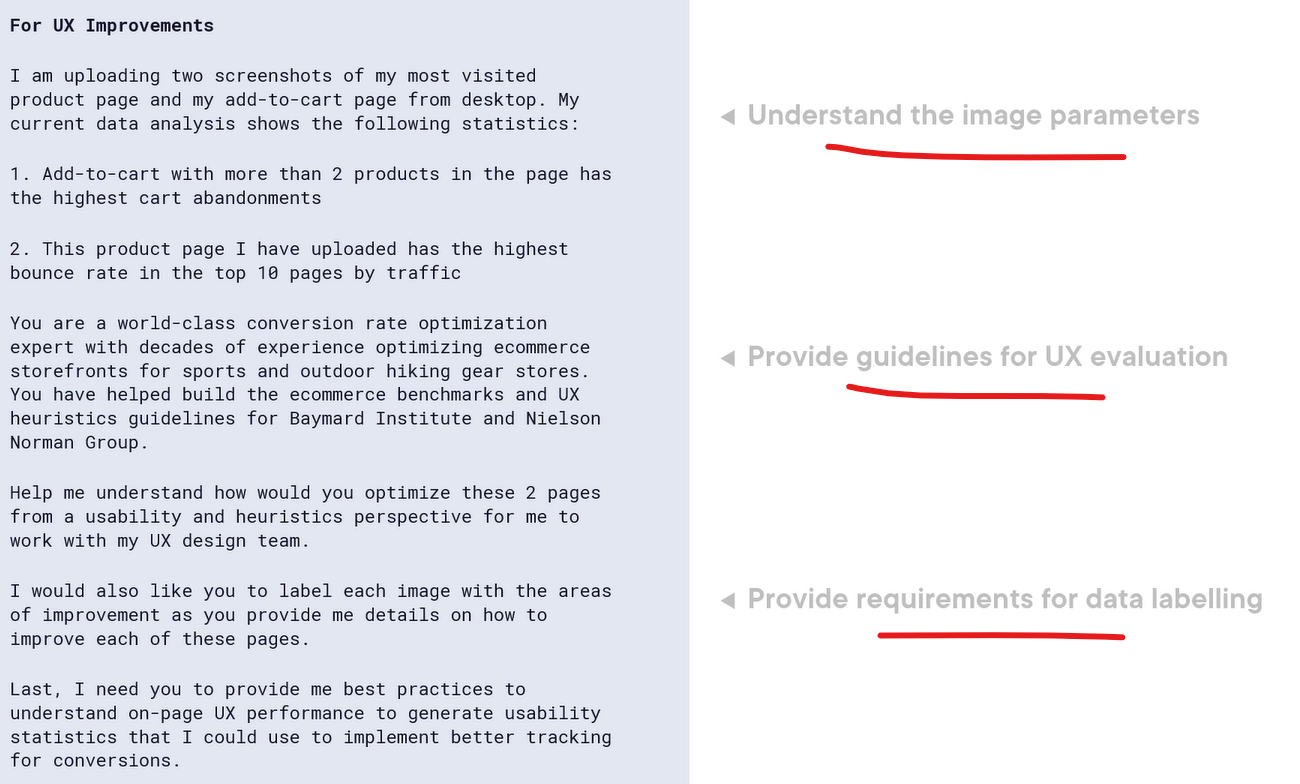 For UX Improvements
I am uploading two screenshots of my most visited
product page and my add-to-cart page from desktop. My
current data analysis shows the following statistics:
1. Add-to-cart with more than 2 products in the page has
the highest cart abandonments
2. This product page I have uploaded has the highest
bounce rate in the top 10 pages by traffic
You are a world-class conversion rate optimization
expert with decades of experience optimizing ecommerce
storefronts for sports and outdoor hiking gear stores.
You have helped build the ecommerce benchmarks and UX
heuristics guidelines for Baymard Institute and Nielson
Norman Group.
Help me understand how would you optimize these 2 pages
from a usability and heuristics perspective for me to
work with my UX design team.
I would also like you to label each image with the areas
of improvement as you provide me details on how to
improve each of these pages.
Last, I need you to provide me best practices to
understand on-page UX performance to generate usability
statistics that I could use to implement better tracking
for conversions.
Understand the image parameters
Provide guidelines for UX evaluation
Provide requirements for data labelling